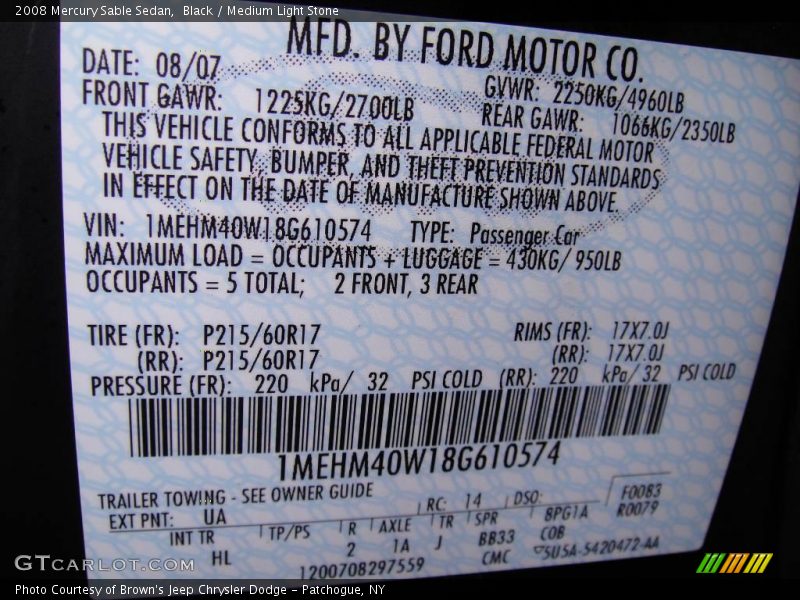 2008 Mercury Sable Sedan, Black / Medium Light Stone
MFD. BY FORD MOTOR CO.
DATE: 08/07 GVWR: 2250KG/4960LB
FRONT GAWR: 1225KG/2700LB REAR GAWR: 1066KG/2350LB
THIS VEHICLE CONFORMS TO ALL APPLICABLE FEDERAL MOTOR
VEHICLE SAFETY, BUMPER, AND THEFT PREVENTION STANDARDS
IN EFFECT ON THE DATE OF MANUFACTURE SHOWN ABOVE.
VIN: 1MEHM40W18G610574 TYPE: Passenger Car
MAXIMUM LOAD = OCCUPANTS + LUGGAGE = 430KG/ 950LB
OCCUPANTS = 5 TOTAL; 2 FRONT, 3 REAR
TIRE (FR): P215/60R17 RIMS (FR): 17X7.0J
(RR): P215/60R17 (RR): 17X7.0J
PRESSURE (FR): 220 kPa/ 32 PSI COLD (RR): 220 kPa/ 32 PSI COLD
1MEHM40W18G610574
TRAILER TOWING - SEE OWNER GUIDE
EXT PNT: UA RC: 14 DSO: F0083
R0079
INT TR TP/PS R AXLE TR SPR BPG1A
HL 2 1A J BB33 COB
1200708297559 CMC 5U5A-5420472-AA
GTCARLOT.COM
Photo Courtesy of Brown's Jeep Chrysler Dodge - Patchogue, NY